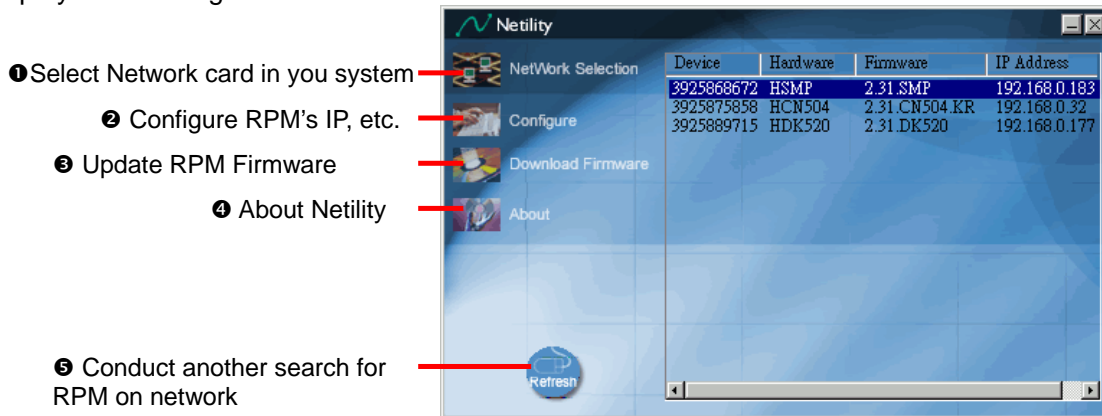 Netility
❶Select Network card in you system
❷ Configure RPM's IP, etc.
❸ Update RPM Firmware
❹ About Netility
❺ Conduct another search for
RPM on network
NetWork Selection
Configure
Download Firmware
About
Refresh
Device Hardware Firmware IP Address
3925868672 HSMP 2.31.SMP 192.168.0.183
3925875858 HCN504 2.31.CN504.KR 192.168.0.32
3925889715 HDK520 2.31.DK520 192.168.0.177